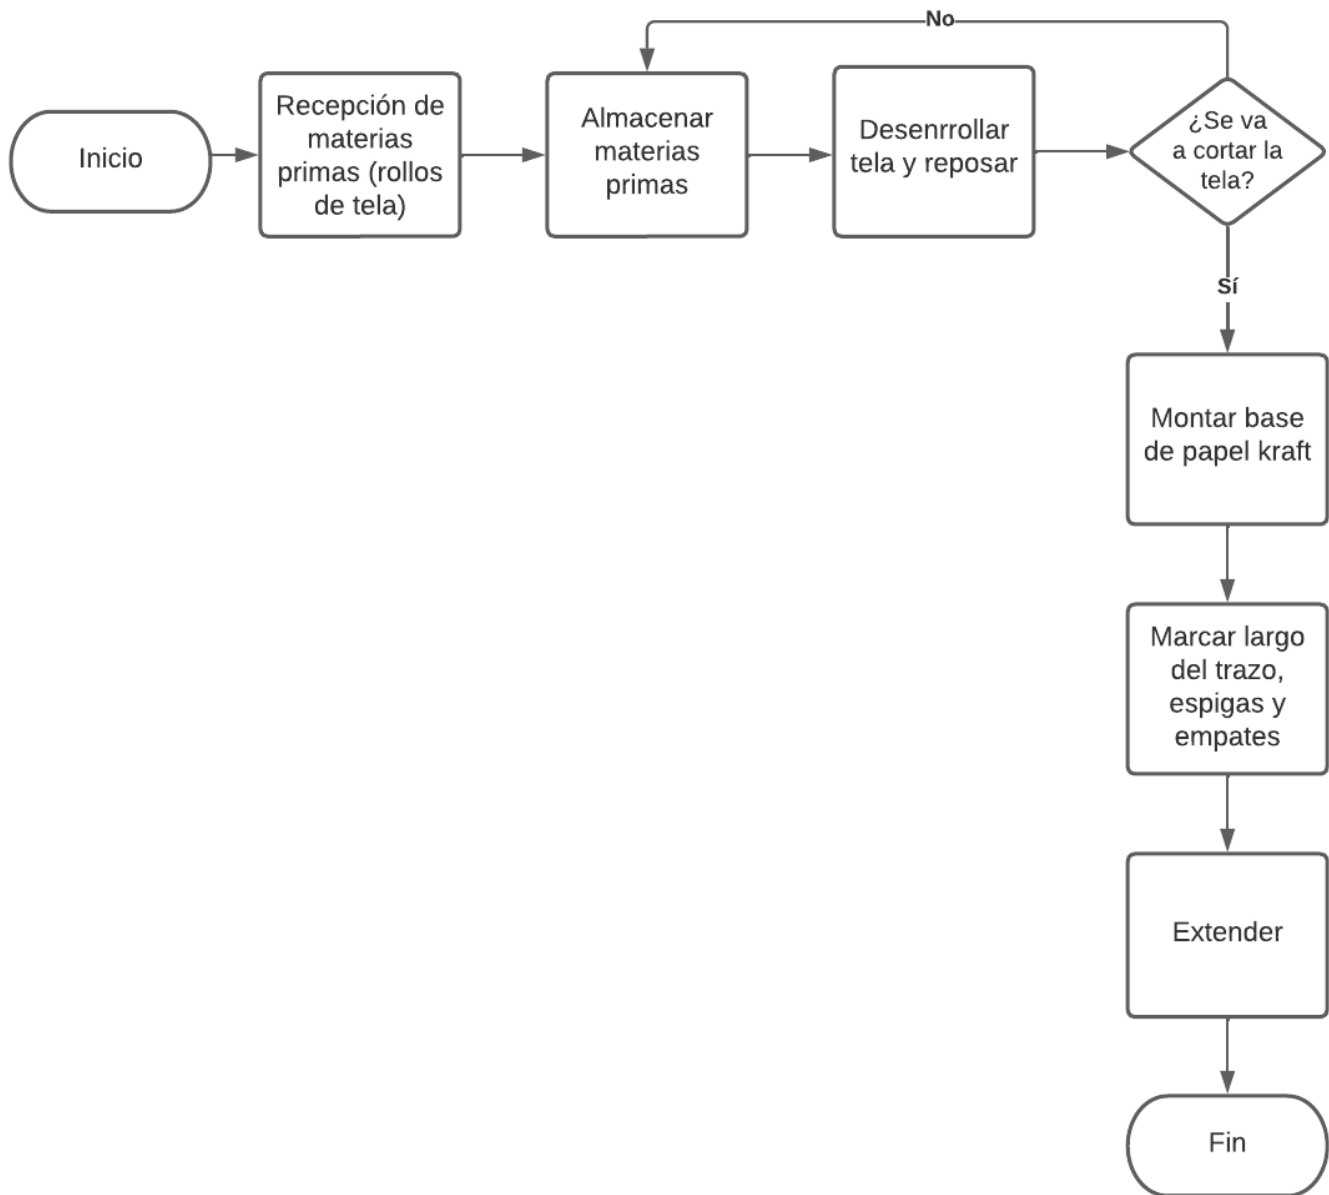 No
Inicio
Recepción de
materias
primas (rollos
de tela)
Almacenar
materias
primas
Desenrrollar
tela y reposar
¿Se va
a cortar la
tela?
Sí
Montar base
de papel kraft
Marcar largo
del trazo,
espigas y
empates
Extender
Fin